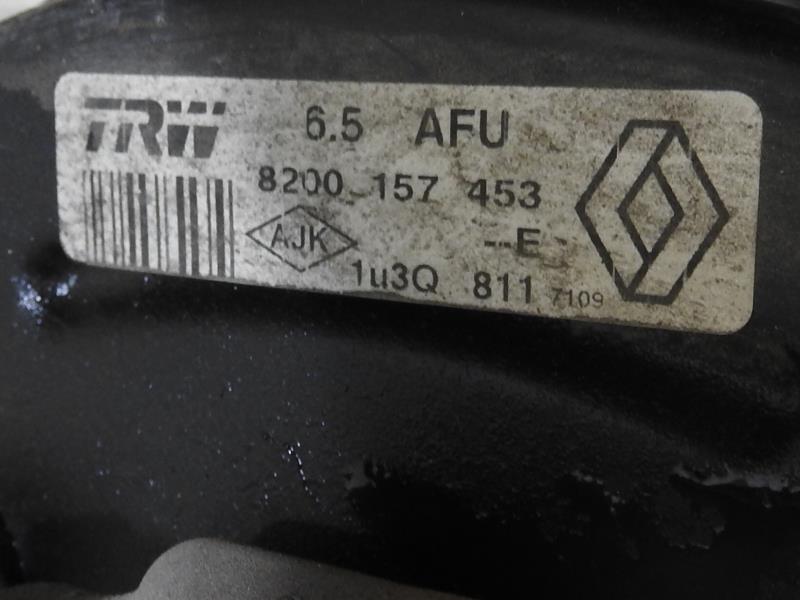 TRW 6.5 AFU
8200 157 453
AJK --E-
1u3Q 811 7109